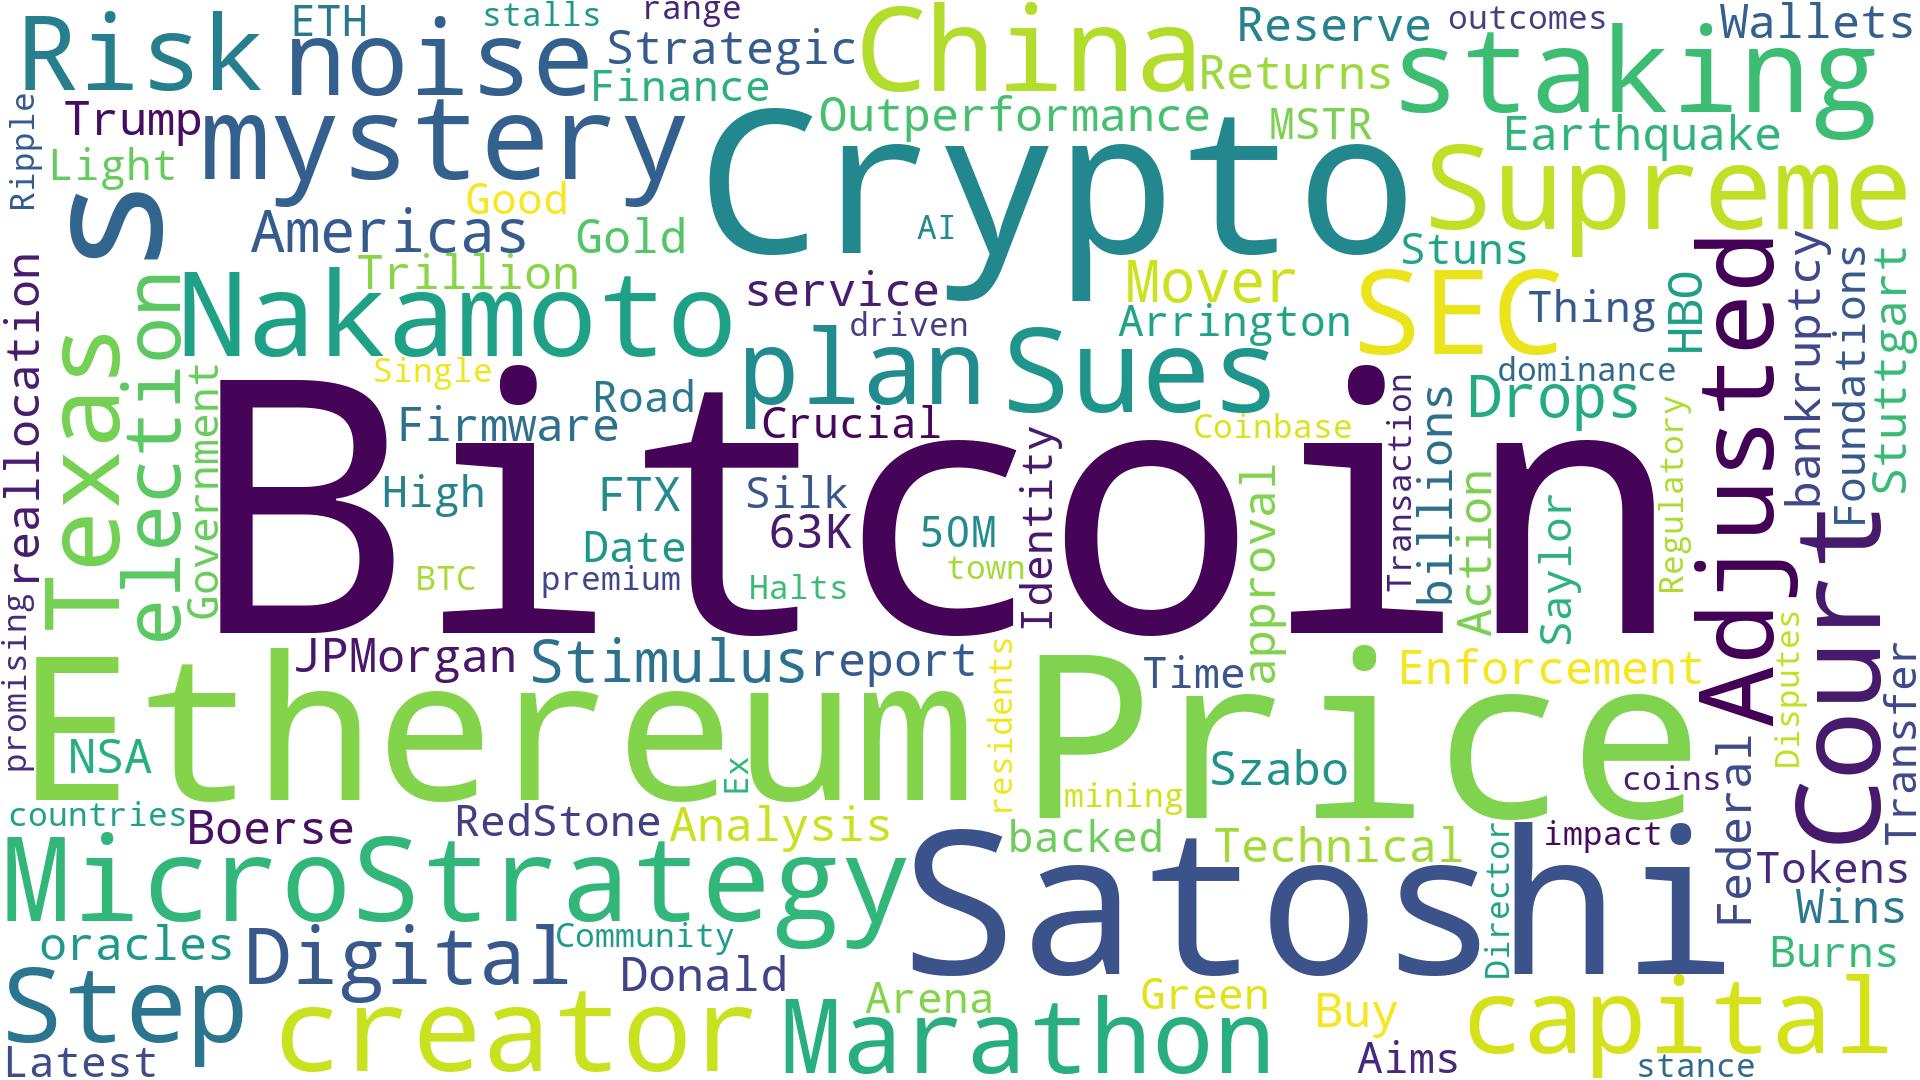 Risk
ETH
noise
stalls
range
Strategic
Finance
China
Reserve
outcomes
Wallets
Returns
staking
Ripple
Trump
Light
mystery
Good
Outperformance
MSTR
Earthquake
Crypto
AI
Supreme
s
Americas
Gold
Stuns
Trillion
Nakamoto
service
driven
Mover
Arrington
SEC
Thing
HBO
Adjusted
bankruptcy
Foundations
Stuttgart
reallocation
Texas
election
Government
Single
Road
Firmware
plan
Sues
Crucial
Coinbase
dominance
Drops
Bitcoin
High
FTX
Silk
63K
50M
Date
town
BTC
premium
Halts
Identity
approval
Transaction
billions
Action
Saylor
Regulatory
promising
JPMorgan
Stimulus
report
residents
Time
Enforcement
Disputes
Court
Transfer
Ethereum
Price
NSA
Ex
Szabo
mining
coins
Federal
countries
Boerse
RedStone
Analysis
backed
Technical
Director
impact
Tokens
MicroStrategy
Satoshi
Wins
oracles
Digital
Community
Donald
Burns
Step
creator
Arena
Marathon
Green
Buy
capital
Latest
Aims
stance